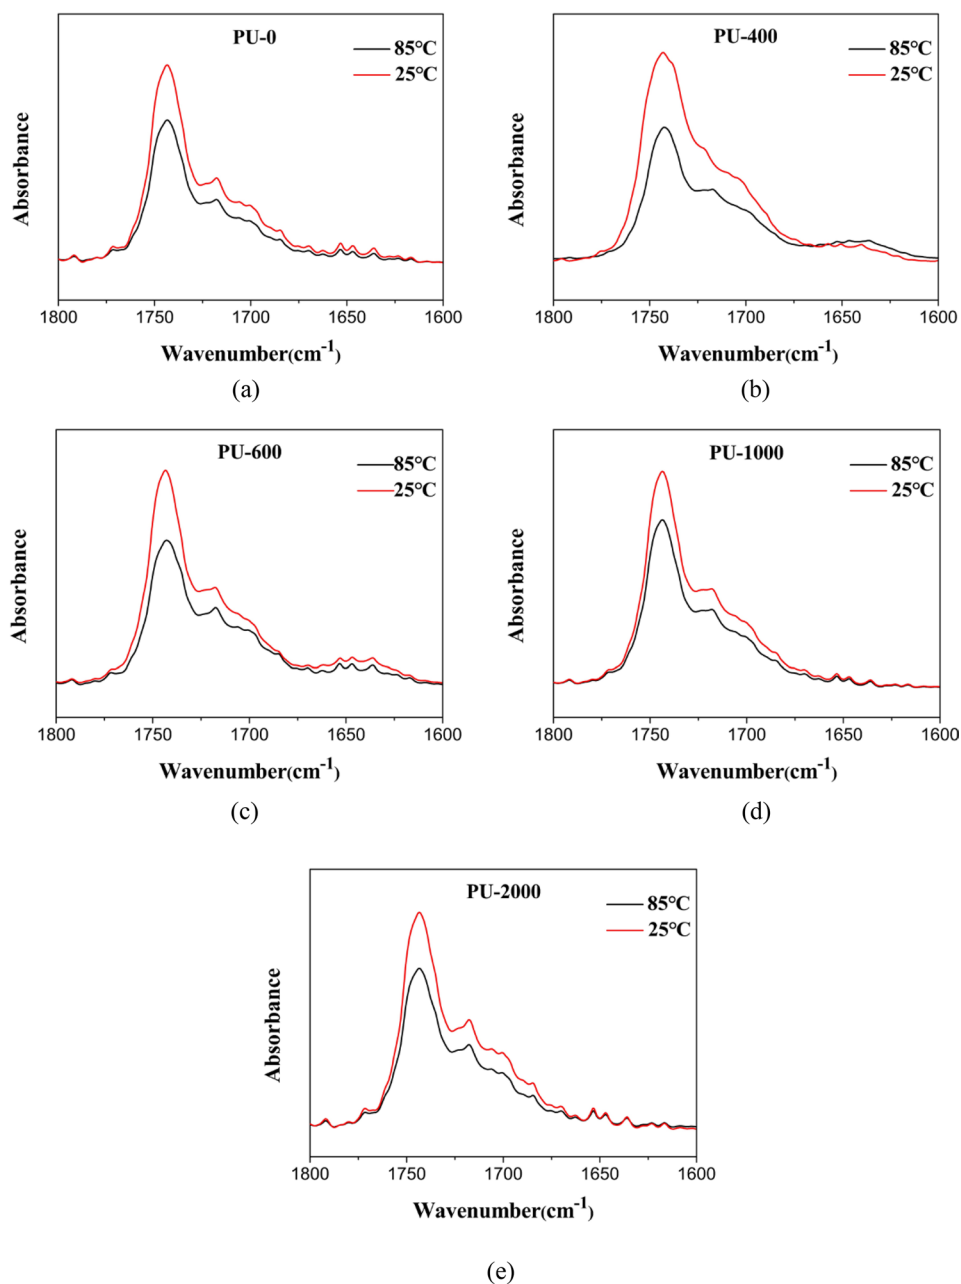 PU-0
85°C
25°C
Absorbance
1800 1750 1700 1650 1600
Wavenumber(cm-1)
(a)
PU-400
85°C
25°C
Absorbance
1800 1750 1700 1650 1600
Wavenumber(cm-1)
(b)
PU-600
85°C
25°C
Absorbance
1800 1750 1700 1650 1600
Wavenumber(cm-1)
(c)
PU-1000
85°C
25°C
Absorbance
1800 1750 1700 1650 1600
Wavenumber(cm-1)
(d)
PU-2000
85°C
25°C
Absorbance
1800 1750 1700 1650 1600
Wavenumber(cm-1)
(e)